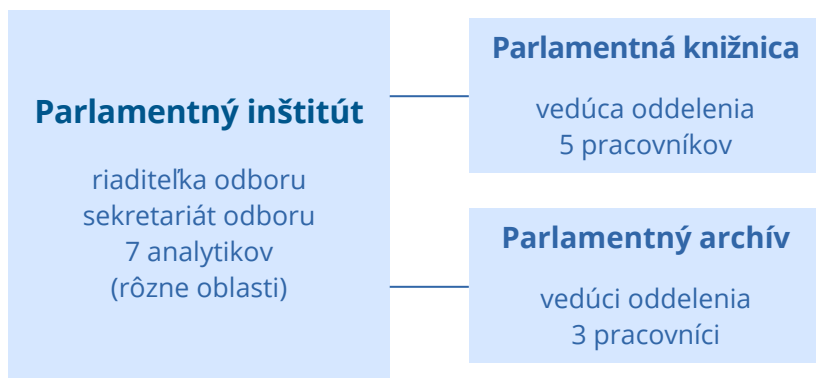 Parlamentný inštitút
riaditeľka odboru
sekretariát odboru
7 analytikov
(rôzne oblasti)
Parlamentná knižnica
vedúca oddelenia
5 pracovníkov
Parlamentný archív
vedúci oddelenia
3 pracovníci